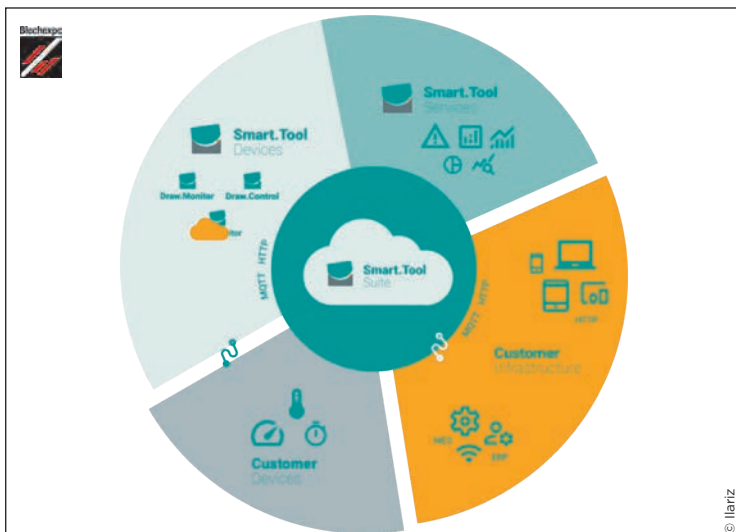 Blechexpo
Smart.Tool
Services
Smart.Tool
Devices
Draw.Monitor
Draw.Control
MQTT HTTP
Smart.Tool
Suite
MQTT HTTP
HTTP
Customer
Infrastructure
MES
ERP
Customer
Devices
© Ilariz